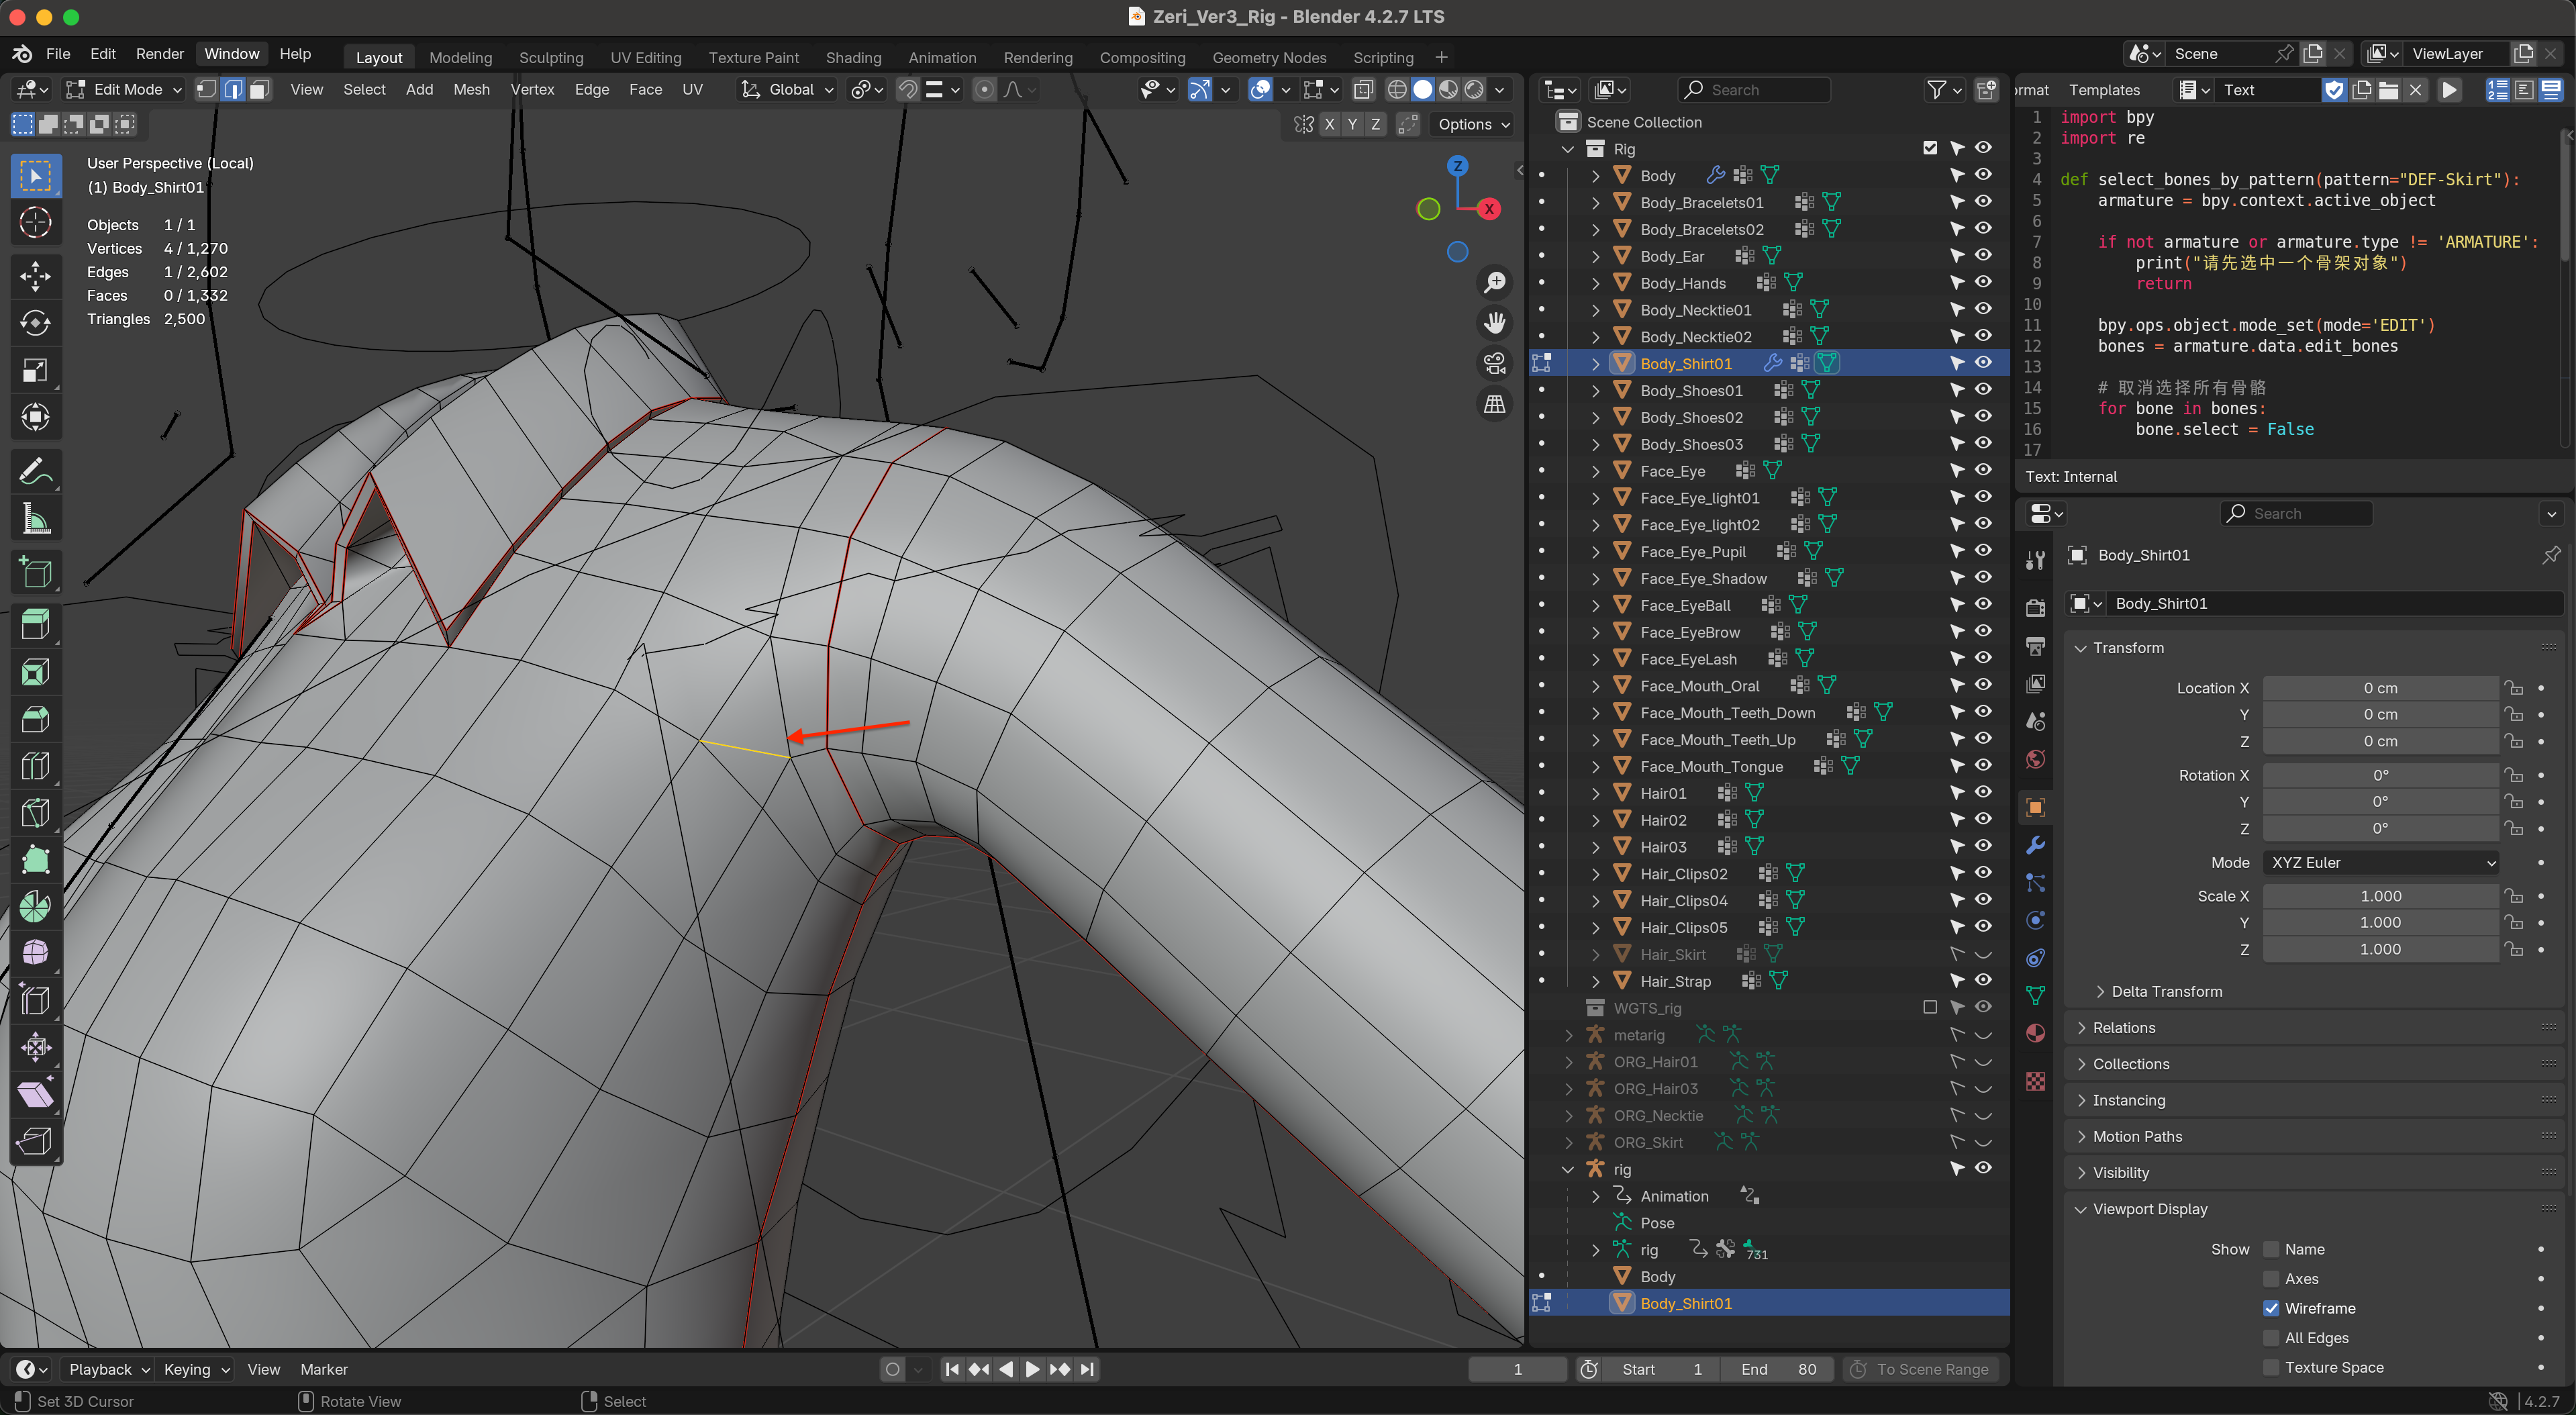 Zeri_Ver3_Rig - Blender 4.2.7 LTS
File Edit Render Window Help Layout Modeling Sculpting UV Editing Texture Paint Shading Animation Rendering Compositing Geometry Nodes Scripting + Scene ViewLayer
Edit Mode View Select Add Mesh Vertex Edge Face UV Global
X Y Z Options
User Perspective (Local)
(1) Body_Shirt01
Objects 1 / 1
Vertices 4 / 1,270
Edges 1 / 2,602
Faces 0 / 1,332
Triangles 2,500
Z
X
Search
Scene Collection
Rig
Body
Body_Bracelets01
Body_Bracelets02
Body_Ear
Body_Hands
Body_Necktie01
Body_Necktie02
Body_Shirt01
Body_Shoes01
Body_Shoes02
Body_Shoes03
Face_Eye
Face_Eye_light01
Face_Eye_light02
Face_Eye_Pupil
Face_Eye_Shadow
Face_EyeBall
Face_EyeBrow
Face_EyeLash
Face_Mouth_Oral
Face_Mouth_Teeth_Down
Face_Mouth_Teeth_Up
Face_Mouth_Tongue
Hair01
Hair02
Hair03
Hair_Clips02
Hair_Clips04
Hair_Clips05
Hair_Skirt
Hair_Strap
WGTS_rig
metarig
ORG_Hair01
ORG_Hair03
ORG_Necktie
ORG_Skirt
rig
Animation
Pose
rig 731
Body
Body_Shirt01
rmat Templates Text
1 import bpy
2 import re
3
4 def select_bones_by_pattern(pattern="DEF-Skirt"):
5 armature = bpy.context.active_object
6
7 if not armature or armature.type != 'ARMATURE':
8 print("请先选中一个骨架对象")
9 return
10
11 bpy.ops.object.mode_set(mode='EDIT')
12 bones = armature.data.edit_bones
13
14 # 取消选择所有骨骼
15 for bone in bones:
16 bone.select = False
17
Text: Internal
Search
Body_Shirt01
Body_Shirt01
Transform
Location X 0 cm
Y 0 cm
Z 0 cm
Rotation X 0°
Y 0°
Z 0°
Mode XYZ Euler
Scale X 1.000
Y 1.000
Z 1.000
Delta Transform
Relations
Collections
Instancing
Motion Paths
Visibility
Viewport Display
Show Name
Axes
Wireframe
All Edges
Texture Space
Playback Keying View Marker 1 Start 1 End 80 To Scene Range
Set 3D Cursor Rotate View Select 4.2.7